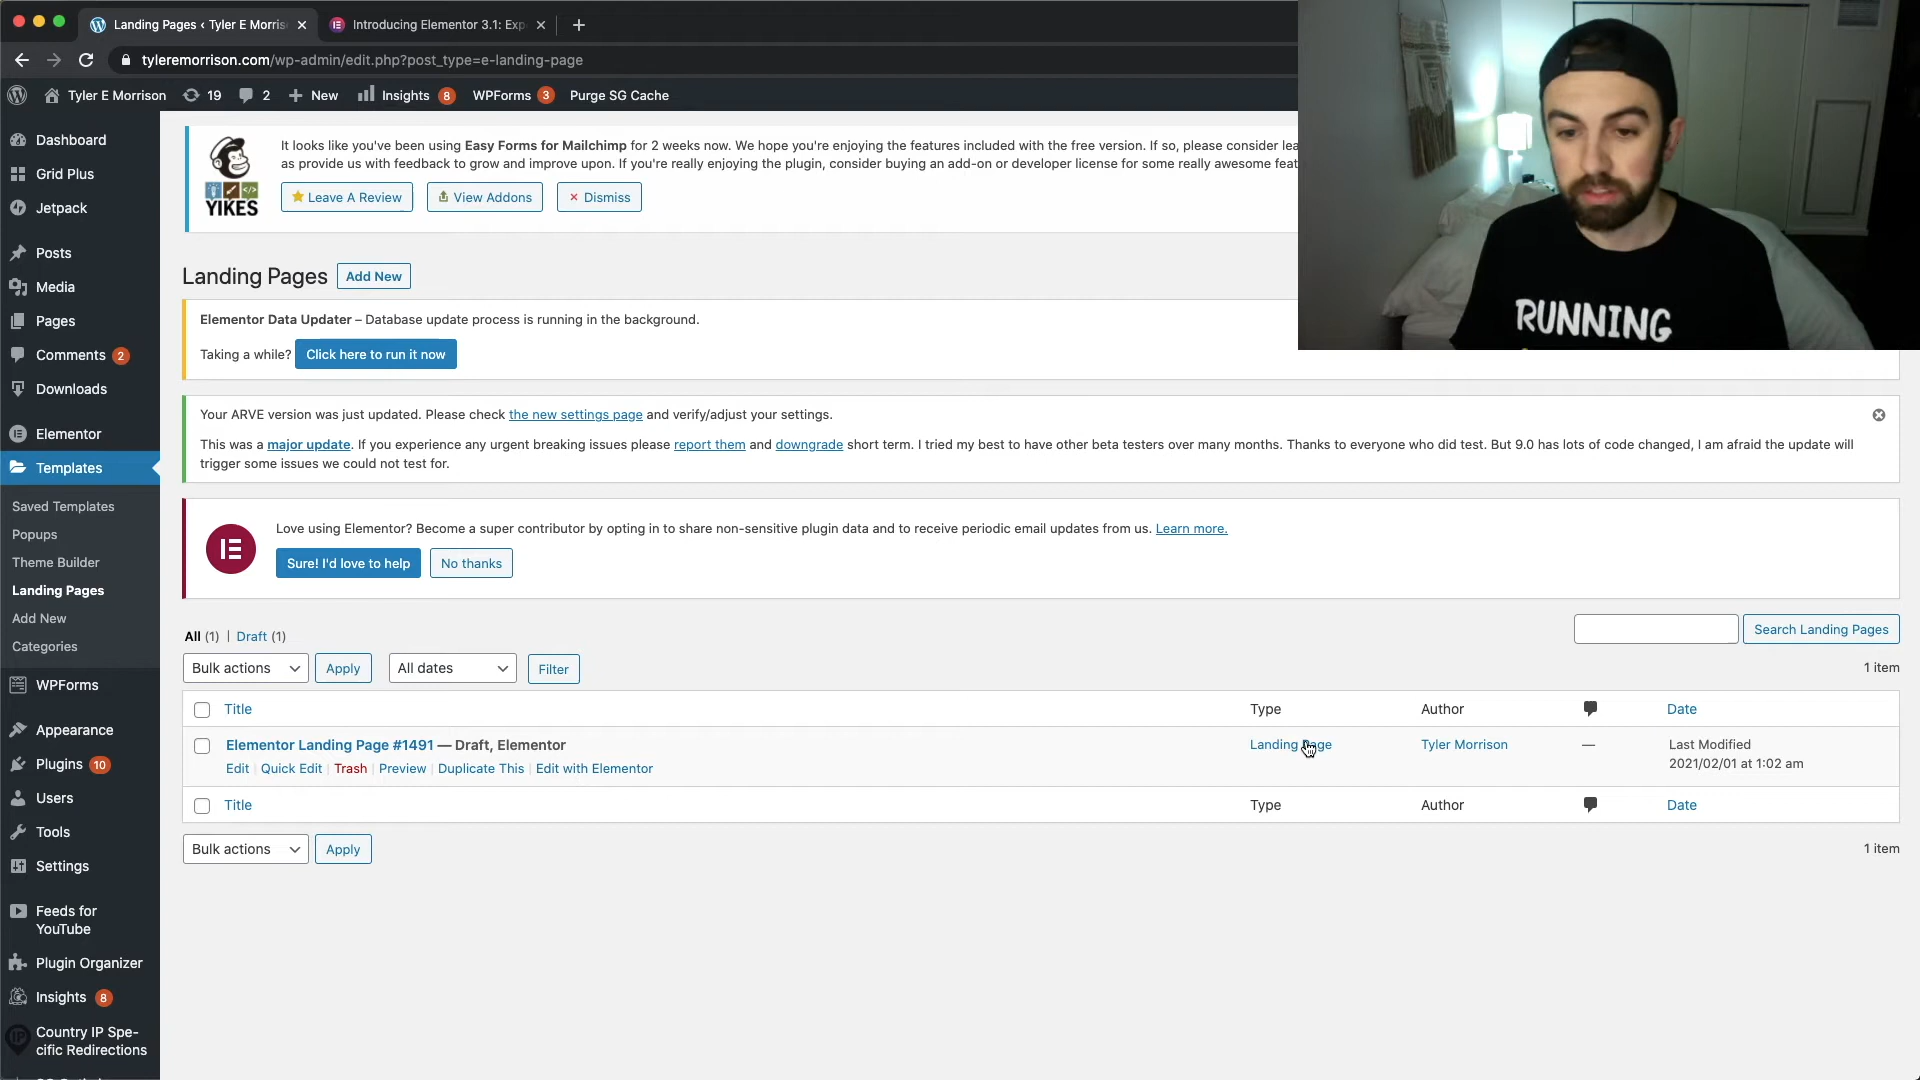 Landing Pages ‹ Tyler E Morris
Introducing Elementor 3.1: Exp
tyleremorrison.com/wp-admin/edit.php?post_type=e-landing-page
Tyler E Morrison
19
2
New
Insights 8
WPForms 3
Purge SG Cache
Dashboard
Grid Plus
Jetpack
Posts
Media
Pages
Comments 2
Downloads
Elementor
Templates
Saved Templates
Popups
Theme Builder
Landing Pages
Add New
Categories
WPForms
Appearance
Plugins 10
Users
Tools
Settings
Feeds for
YouTube
Plugin Organizer
Insights 8
Country IP Spe-
cific Redirections
YIKES
It looks like you've been using Easy Forms for Mailchimp for 2 weeks now. We hope you're enjoying the features included with the free version. If so, please consider lea
as provide us with feedback to grow and improve upon. If you're really enjoying the plugin, consider buying an add-on or developer license for some really awesome feat
Leave A Review
View Addons
Dismiss
RUNNING
Landing Pages
Add New
Elementor Data Updater – Database update process is running in the background.
Taking a while? Click here to run it now
Your ARVE version was just updated. Please check the new settings page and verify/adjust your settings.
This was a major update. If you experience any urgent breaking issues please report them and downgrade short term. I tried my best to have other beta testers over many months. Thanks to everyone who did test. But 9.0 has lots of code changed, I am afraid the update will
trigger some issues we could not test for.
Love using Elementor? Become a super contributor by opting in to share non-sensitive plugin data and to receive periodic email updates from us. Learn more.
Sure! I'd love to help
No thanks
All (1) | Draft (1)
Search Landing Pages
Bulk actions
Apply
All dates
Filter
1 item
Title
Type
Author
Date
Elementor Landing Page #1491 — Draft, Elementor
Landing Page
Tyler Morrison
—
Last Modified
2021/02/01 at 1:02 am
Edit | Quick Edit | Trash | Preview | Duplicate This | Edit with Elementor
Title
Type
Author
Date
Bulk actions
Apply
1 item